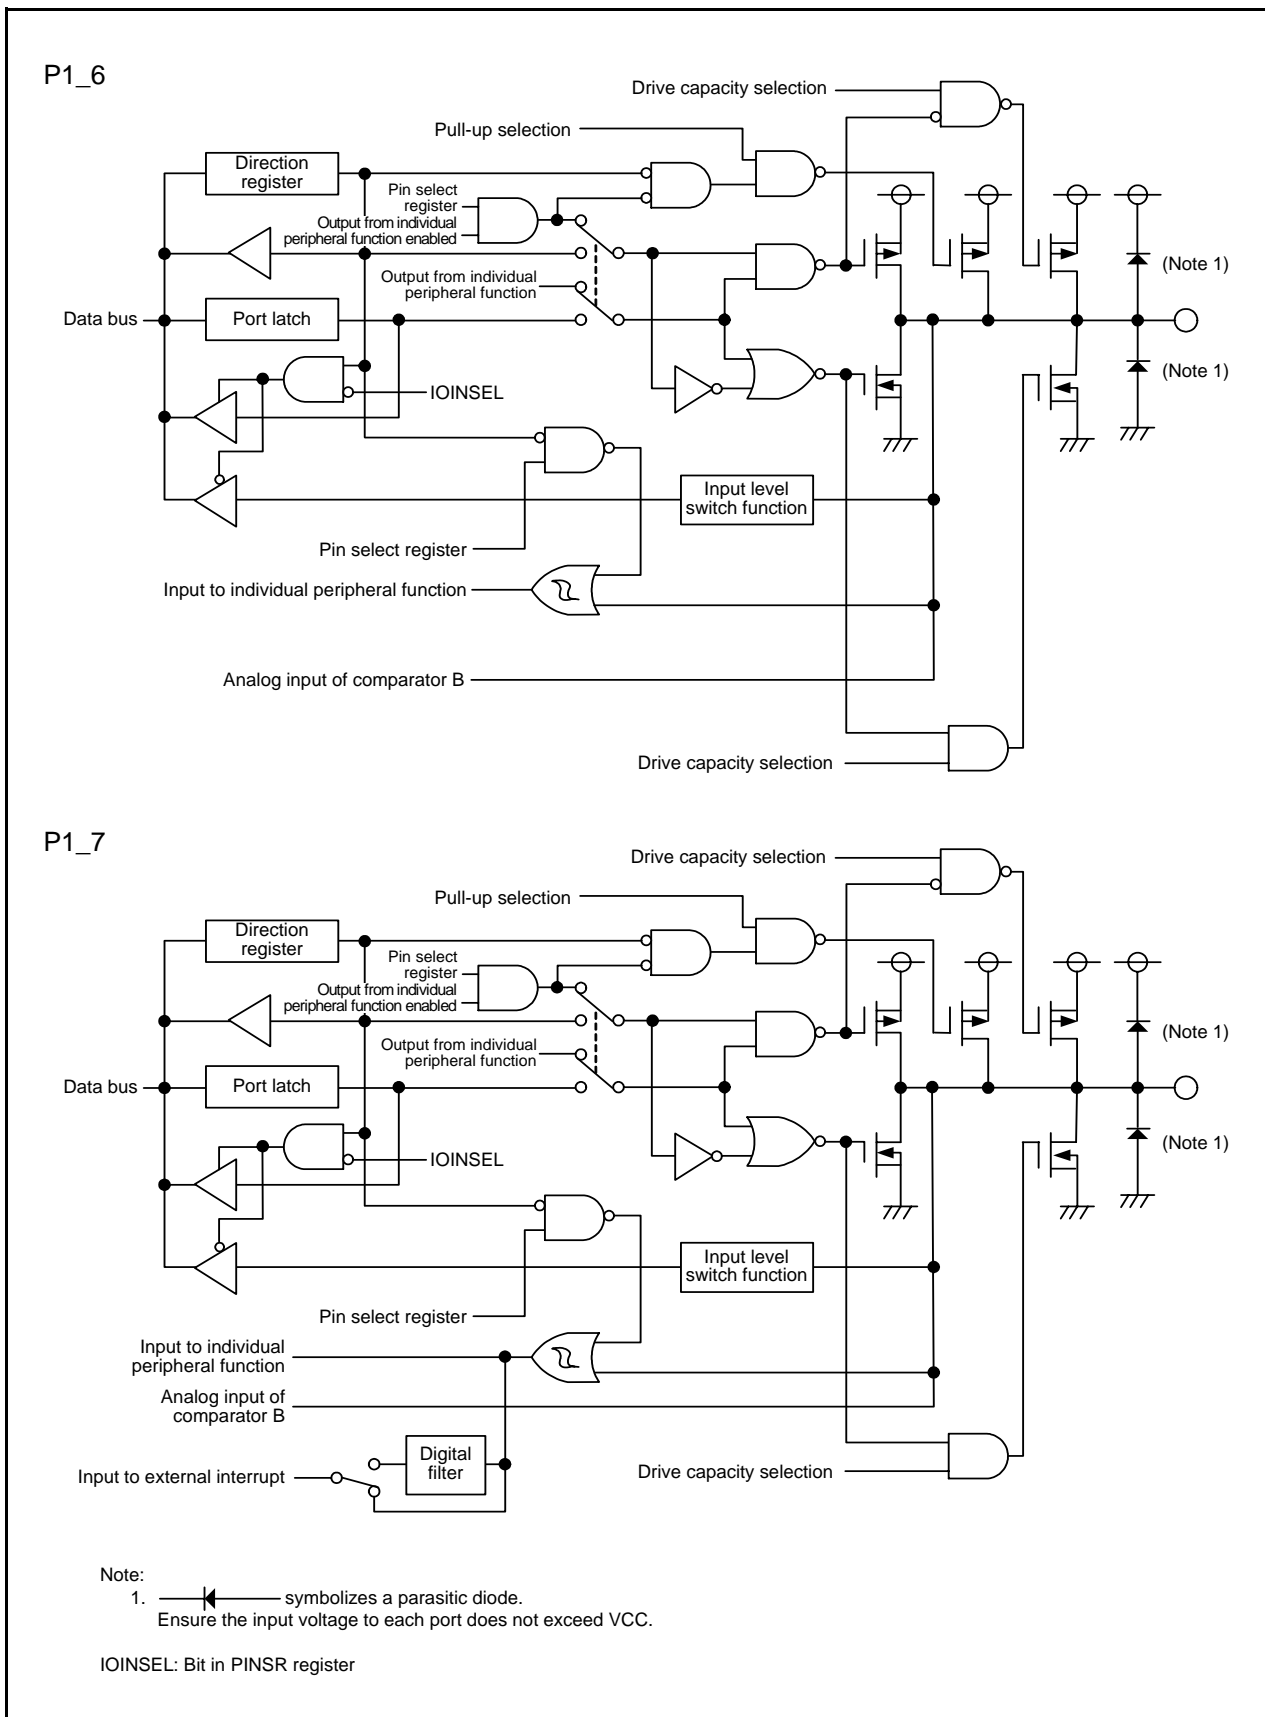 P1_6
Drive capacity selection
Pull-up selection
Direction
register
Pin select
register
Output from individual
peripheral function enabled
(Note 1)
Output from individual
peripheral function
Data bus
Port latch
(Note 1)
IOINSEL
Input level
switch function
Pin select register
Input to individual peripheral function
Analog input of comparator B
Drive capacity selection
P1_7
Drive capacity selection
Pull-up selection
Direction
register
Pin select
register
Output from individual
peripheral function enabled
(Note 1)
Output from individual
peripheral function
Data bus
Port latch
(Note 1)
IOINSEL
Input level
switch function
Pin select register
Input to individual
peripheral function
Analog input of
comparator B
Digital
filter
Input to external interrupt
Drive capacity selection
Note:
1. symbolizes a parasitic diode.
Ensure the input voltage to each port does not exceed VCC.
IOINSEL: Bit in PINSR register